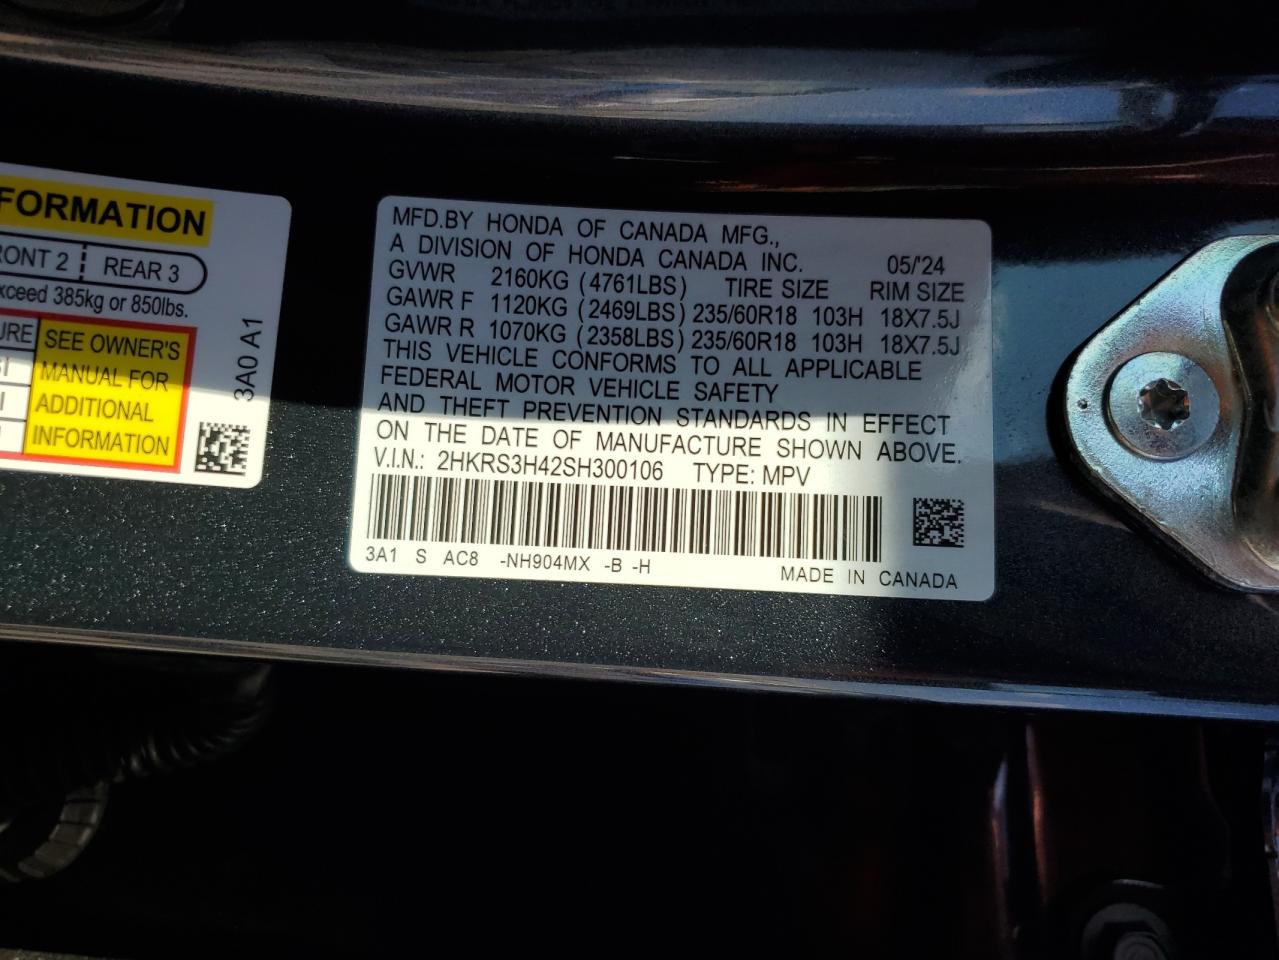 FORMATION
RONT 2 REAR 3
xceed 385kg or 850lbs.
URE
SEE OWNER'S
MANUAL FOR
ADDITIONAL
INFORMATION
3A0 A1
MFD.BY HONDA OF CANADA MFG.,
A DIVISION OF HONDA CANADA INC. 05/'24
GVWR 2160KG (4761LBS) TIRE SIZE RIM SIZE
GAWR F 1120KG (2469LBS) 235/60R18 103H 18X7.5J
GAWR R 1070KG (2358LBS) 235/60R18 103H 18X7.5J
THIS VEHICLE CONFORMS TO ALL APPLICABLE
FEDERAL MOTOR VEHICLE SAFETY
AND THEFT PREVENTION STANDARDS IN EFFECT
ON THE DATE OF MANUFACTURE SHOWN ABOVE.
V.I.N.: 2HKRS3H42SH300106 TYPE: MPV
3A1 S AC8 -NH904MX -B -H
MADE IN CANADA